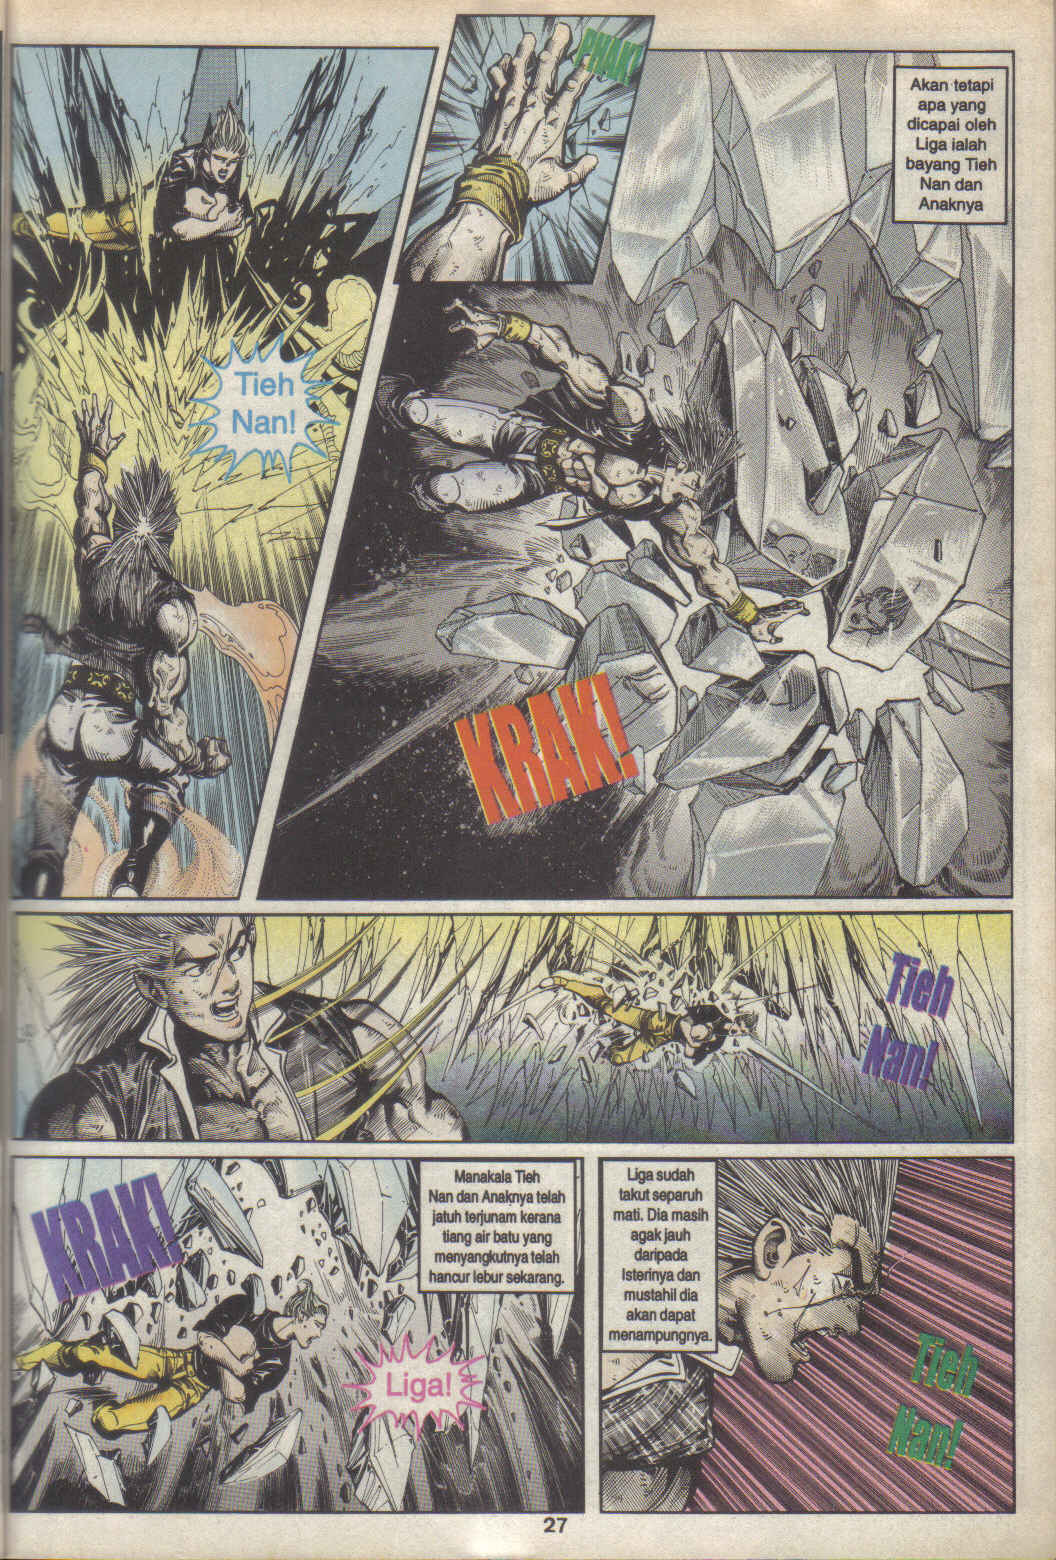 Tieh
Nan!
PHAK!
Akan tetapi
apa yang
dicapai oleh
Liga ialah
bayang Tieh
Nan dan
Anaknya
KRAK!
Tieh
Nan!
KRAK!
Manakala Tieh
Nan dan Anaknya telah
jatuh terjunam kerana
tiang air batu yang
menyangkutnya telah
hancur lebur sekarang.
Liga!
Liga sudah
takut separuh
mati. Dia masih
agak jauh
daripada
Isterinya dan
mustahil dia
akan dapat
menampungnya.
Tieh
Nan!
27